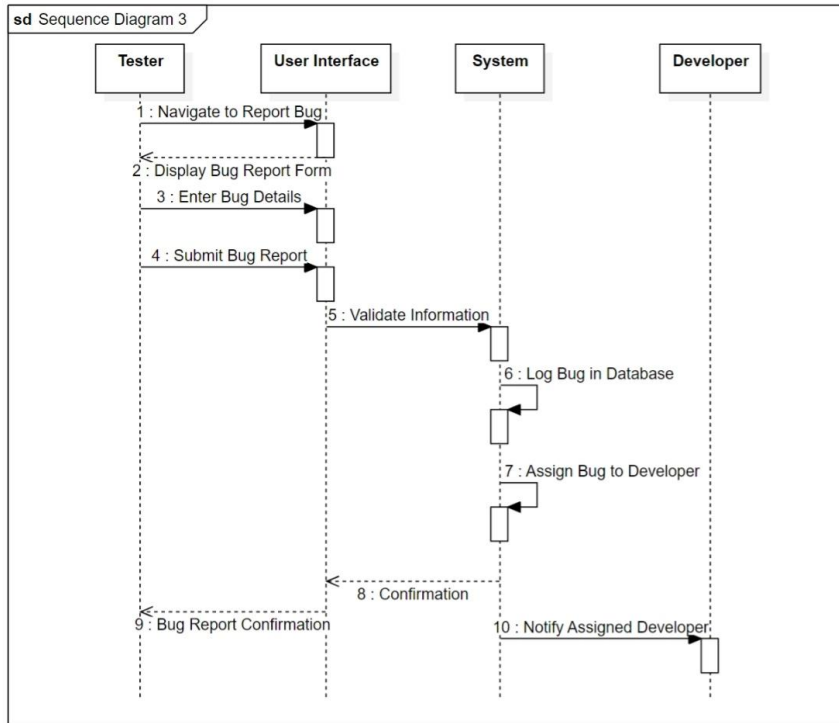 sd Sequence Diagram 3
Tester
User Interface
System
Developer
1 : Navigate to Report Bug
2 : Display Bug Report Form
3 : Enter Bug Details
4 : Submit Bug Report
5 : Validate Information
6 : Log Bug in Database
7 : Assign Bug to Developer
8 : Confirmation
9 : Bug Report Confirmation
10 : Notify Assigned Developer